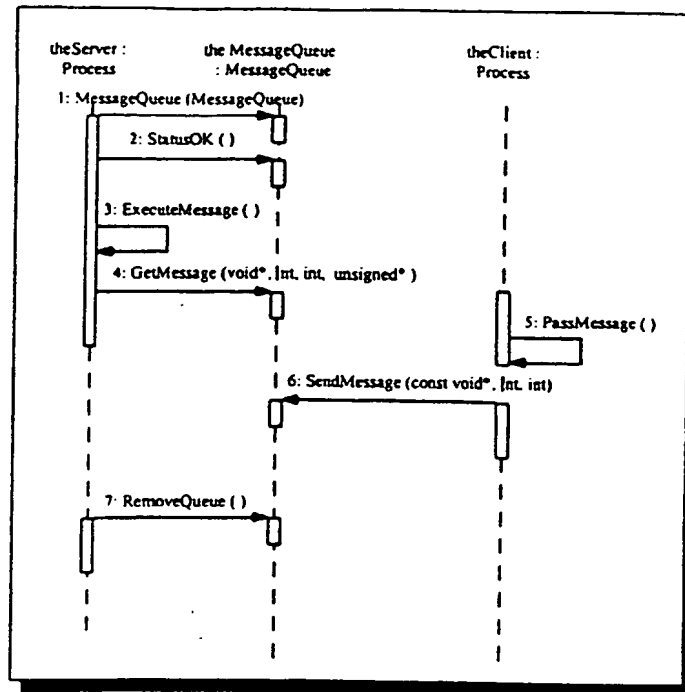 theServer :
Process
the MessageQueue
: MessageQueue
theClient :
Process
1: MessageQueue (MessageQueue)
2: StatusOK ( )
3: ExecuteMessage ( )
4: GetMessage (void*, Int, int, unsigned* )
5: PassMessage ( )
6: SendMessage (const void*, Int, int)
7: RemoveQueue ( )